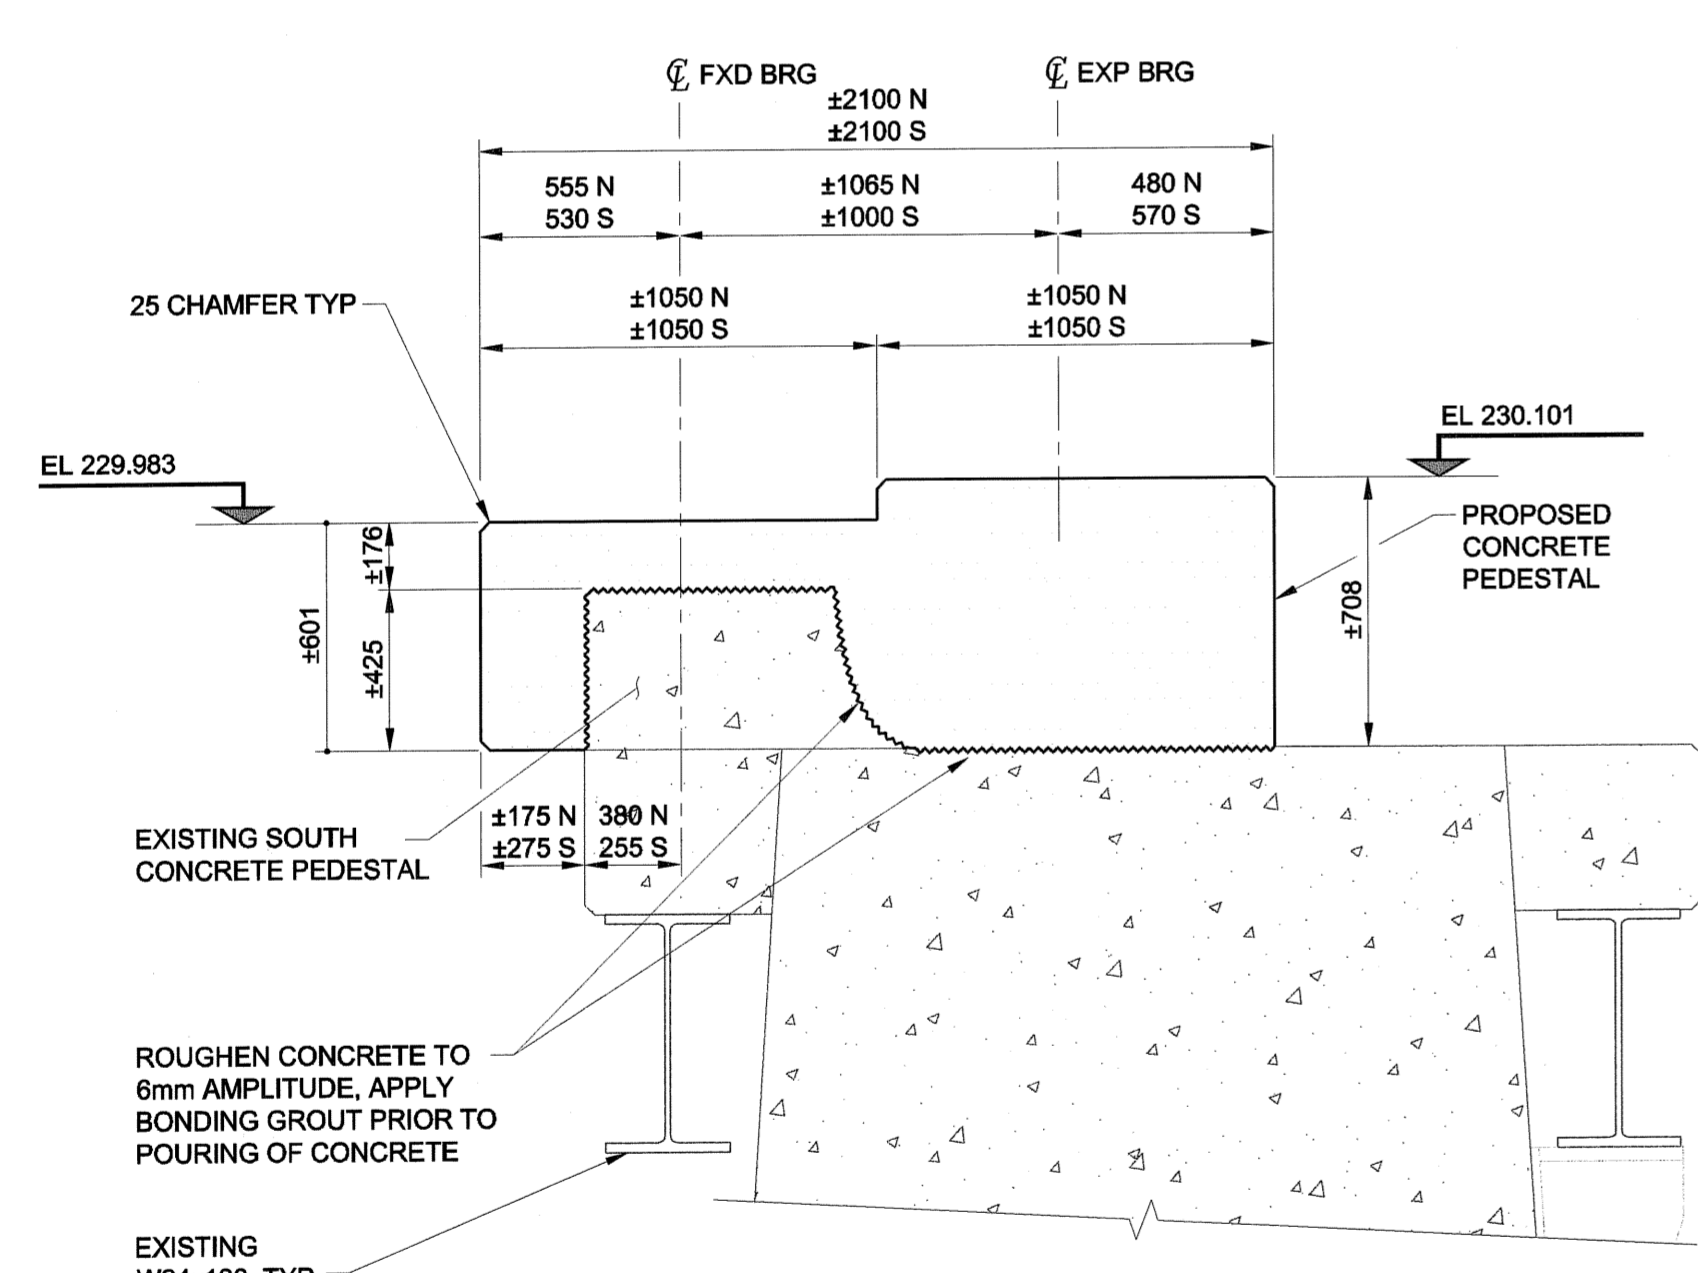 ℄ FXD BRG
℄ EXP BRG
±2100 N
±2100 S
555 N
530 S
±1065 N
±1000 S
480 N
570 S
25 CHAMFER TYP
±1050 N
±1050 S
±1050 N
±1050 S
EL 229.983
EL 230.101
±176
±601
±425
±708
PROPOSED
CONCRETE
PEDESTAL
±175 N
±275 S
380 N
255 S
EXISTING SOUTH
CONCRETE PEDESTAL
ROUGHEN CONCRETE TO
6mm AMPLITUDE, APPLY
BONDING GROUT PRIOR TO
POURING OF CONCRETE
EXISTING
TYP